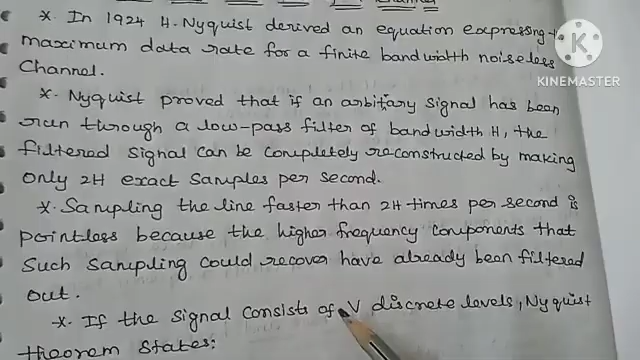 Channel
X. In 1924 H. Nyquist derived an equation expressing
maximum data rate for a finite bandwidth noiseless
Channel.
X. Nyquist proved that if an arbitary signal has been
run through a low-pass filter of bandwidth H, the
filtered signal can be completely reconstructed by making
only 2H exact samples per second.
X. Sampling the line faster than 2H times per second is
pointless because the higher frequency components that
such sampling could recover have already been filtered
out.
X. If the signal consists of V discrete levels, Nyquist
theorem states:
KINEMASTER